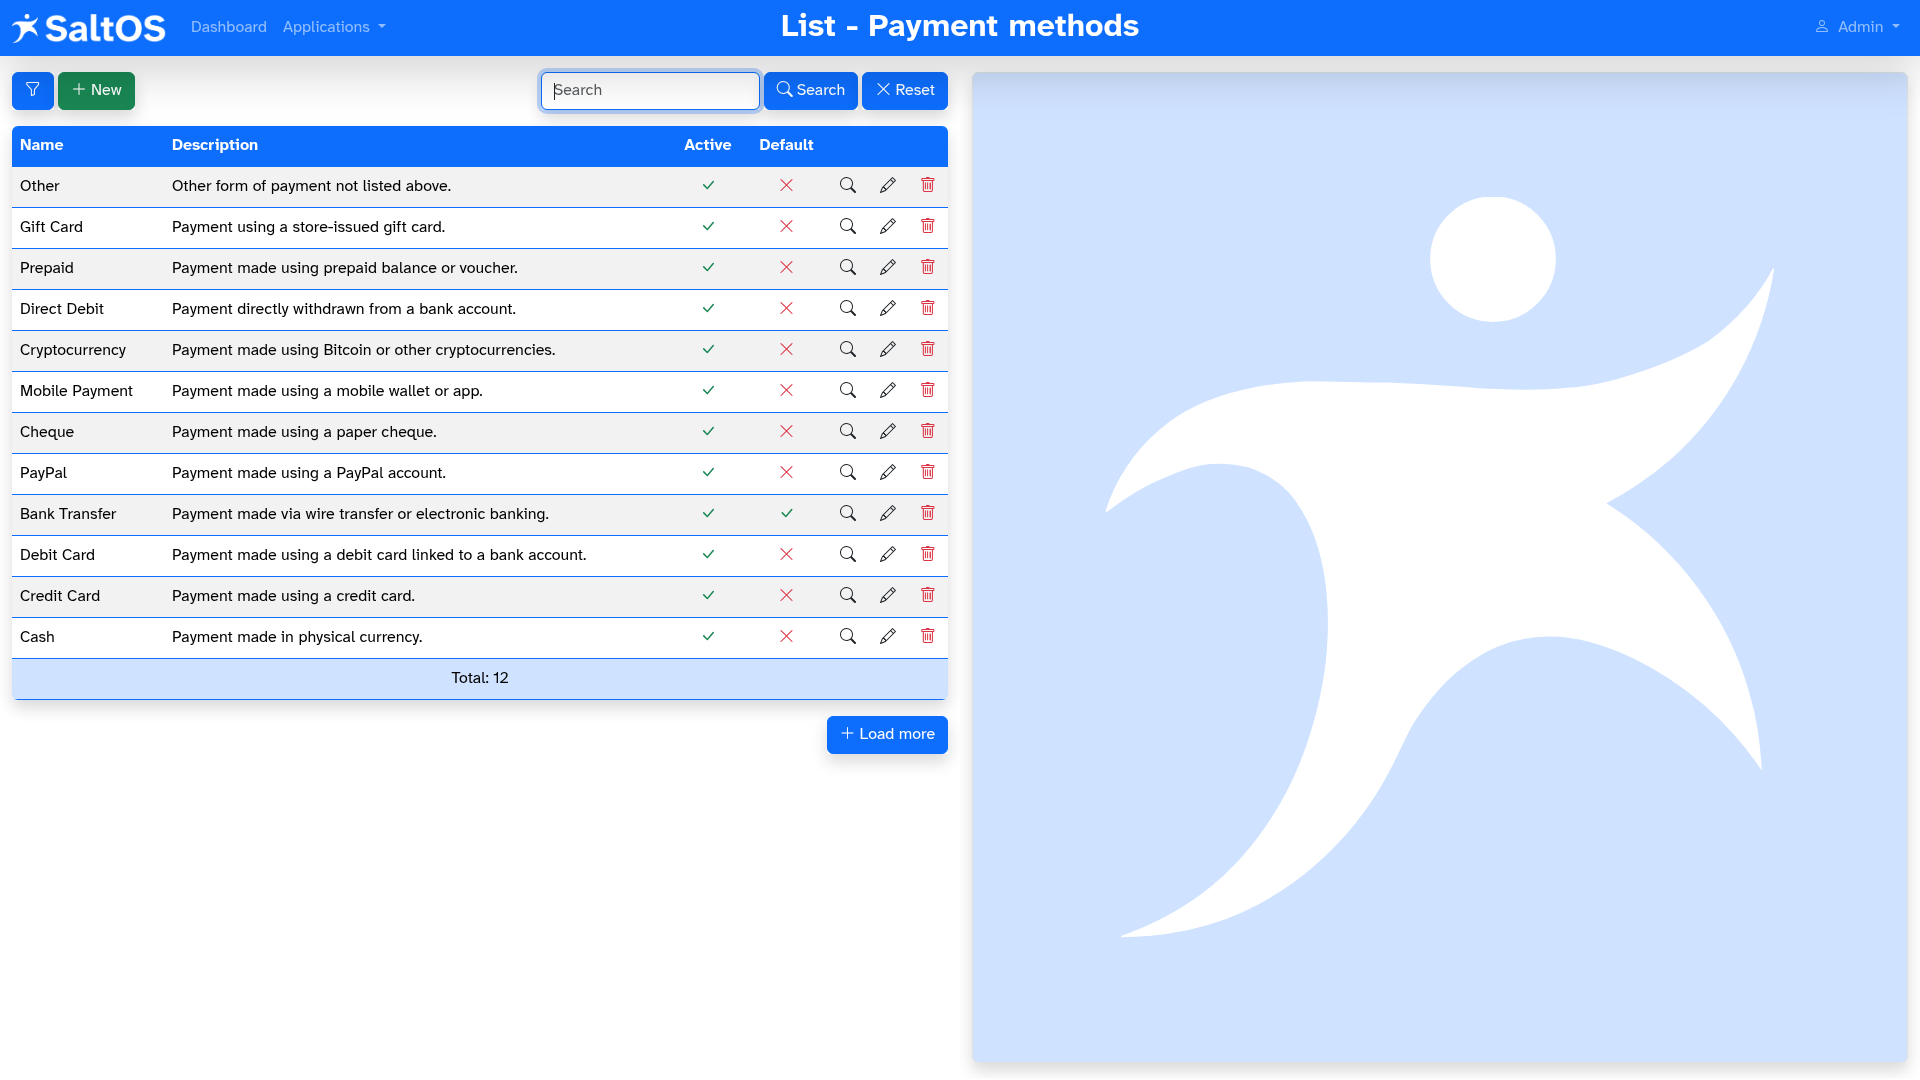 SaltOS Dashboard Applications List - Payment methods Admin
New Search Search Reset
Name Description Active Default
Other Other form of payment not listed above.
Gift Card Payment using a store-issued gift card.
Prepaid Payment made using prepaid balance or voucher.
Direct Debit Payment directly withdrawn from a bank account.
Cryptocurrency Payment made using Bitcoin or other cryptocurrencies.
Mobile Payment Payment made using a mobile wallet or app.
Cheque Payment made using a paper cheque.
PayPal Payment made using a PayPal account.
Bank Transfer Payment made via wire transfer or electronic banking.
Debit Card Payment made using a debit card linked to a bank account.
Credit Card Payment made using a credit card.
Cash Payment made in physical currency.
Total: 12
Load more